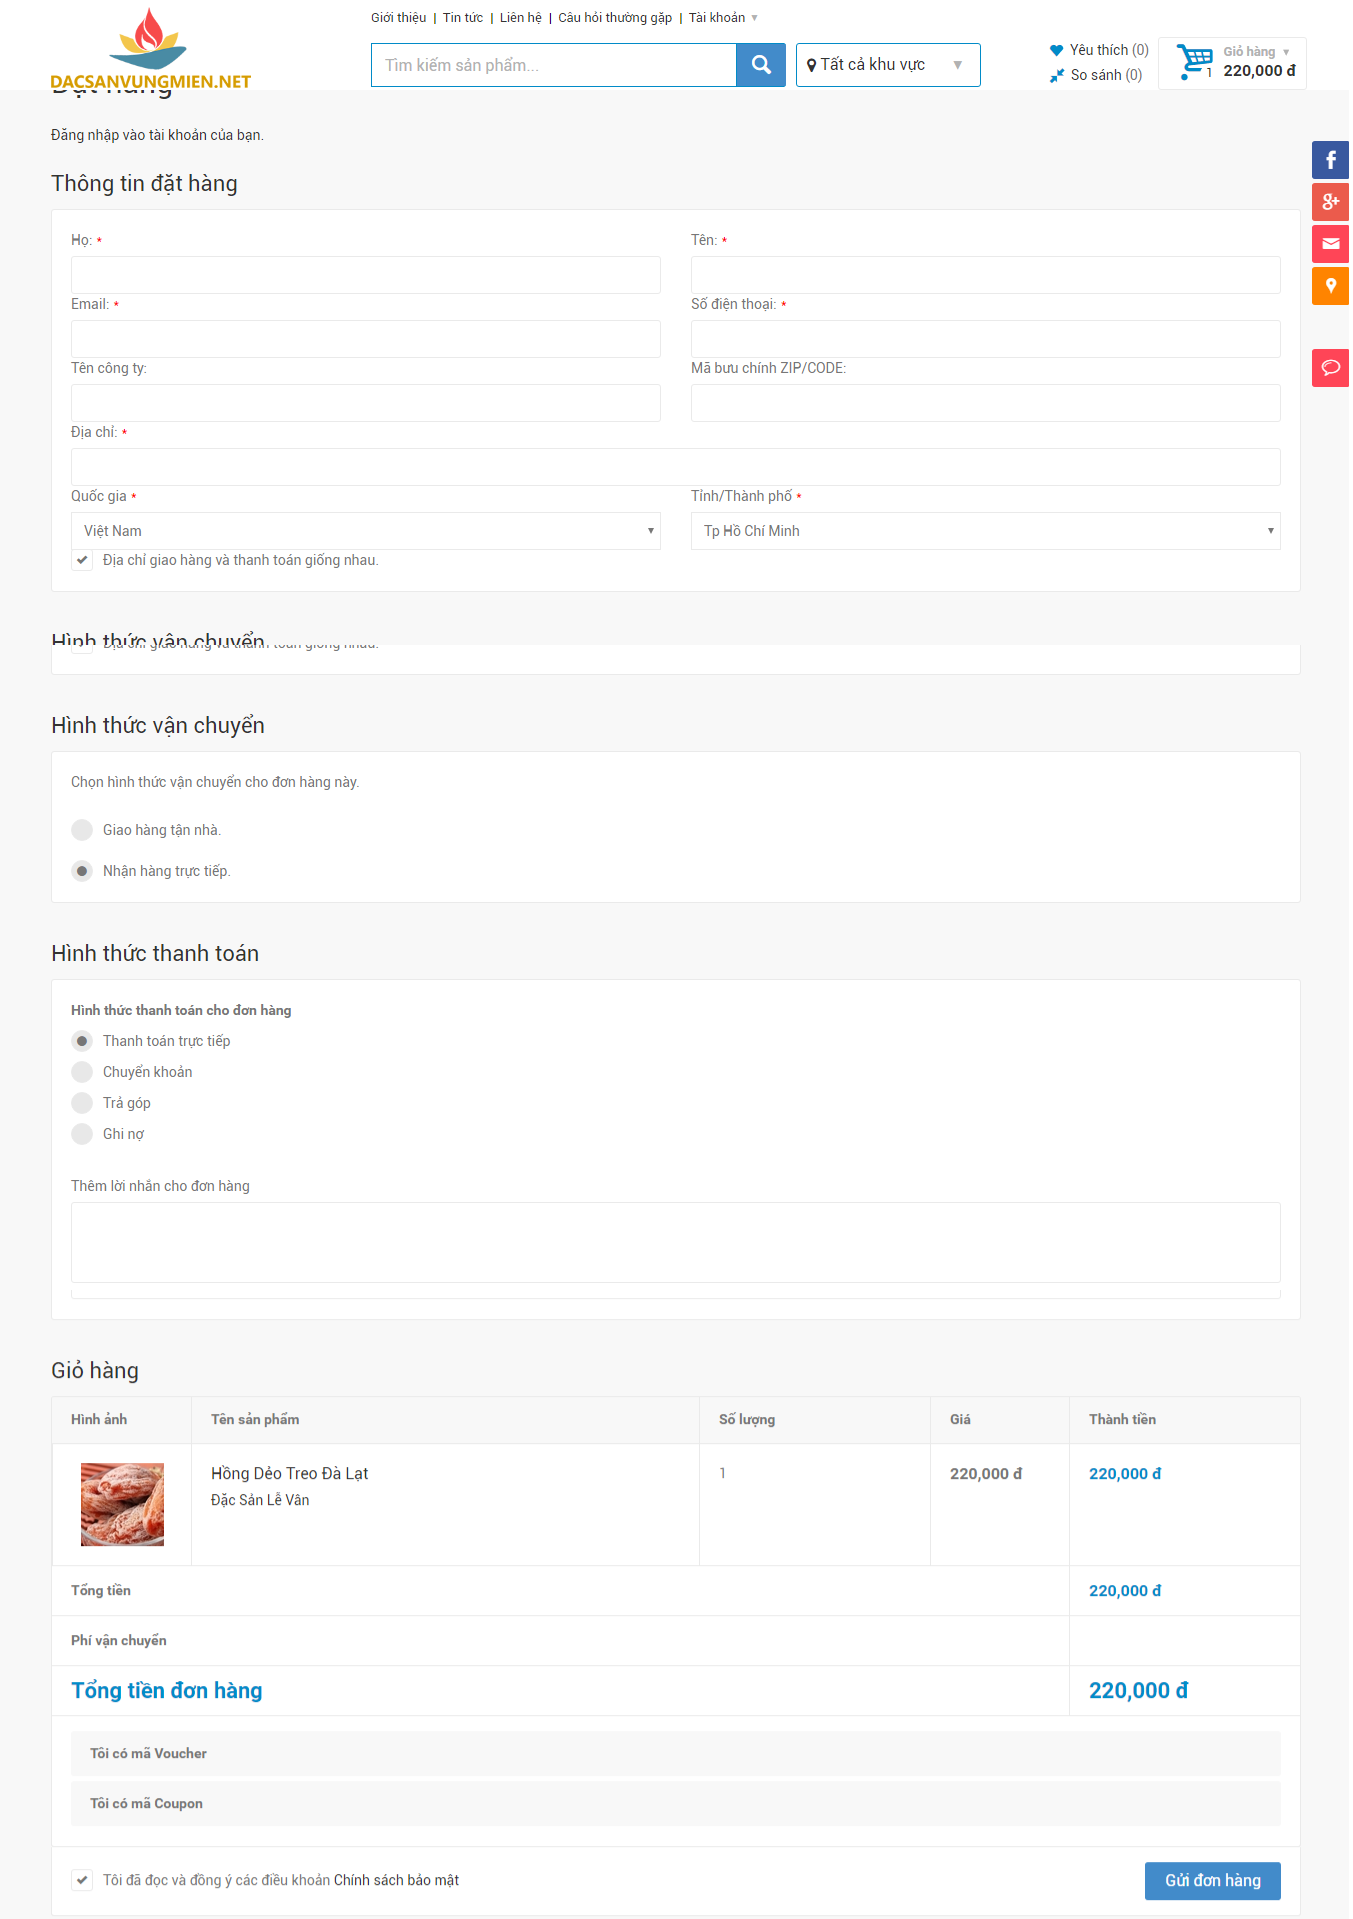 Giới thiệu | Tin tức | Liên hệ | Câu hỏi thường gặp | Tài khoản ▼
DACSANVUNGMIEN.NET
Tìm kiếm sản phẩm...
Tất cả khu vực ▼
Yêu thích (0)
So sánh (0)
Giỏ hàng ▼
1 220,000 đ
Đặt hàng
Đăng nhập vào tài khoản của bạn.
Thông tin đặt hàng
Họ: * Tên: *
Email: * Số điện thoại: *
Tên công ty: Mã bưu chính ZIP/CODE:
Địa chỉ: *
Quốc gia * Tỉnh/Thành phố *
Việt Nam Tp Hồ Chí Minh
Địa chỉ giao hàng và thanh toán giống nhau.
Hình thức vận chuyển
Địa chỉ giao hàng và thanh toán giống nhau.
Hình thức vận chuyển
Chọn hình thức vận chuyển cho đơn hàng này.
Giao hàng tận nhà.
Nhận hàng trực tiếp.
Hình thức thanh toán
Hình thức thanh toán cho đơn hàng
Thanh toán trực tiếp
Chuyển khoản
Trả góp
Ghi nợ
Thêm lời nhắn cho đơn hàng
Giỏ hàng
Hình ảnh Tên sản phẩm Số lượng Giá Thành tiền
Hồng Dẻo Treo Đà Lạt 1 220,000 đ 220,000 đ
Đặc Sản Lễ Vân
Tổng tiền 220,000 đ
Phí vận chuyển
Tổng tiền đơn hàng 220,000 đ
Tôi có mã Voucher
Tôi có mã Coupon
Tôi đã đọc và đồng ý các điều khoản Chính sách bảo mật
Gửi đơn hàng